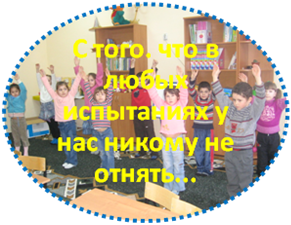 С того, что в
любых
испытаниях у
нас никому не
отнять...